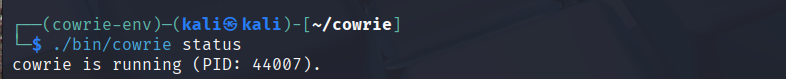 ┌──(cowrie-env)─(kali㉿kali)-[~/cowrie]
└─$ ./bin/cowrie status
cowrie is running (PID: 44007).